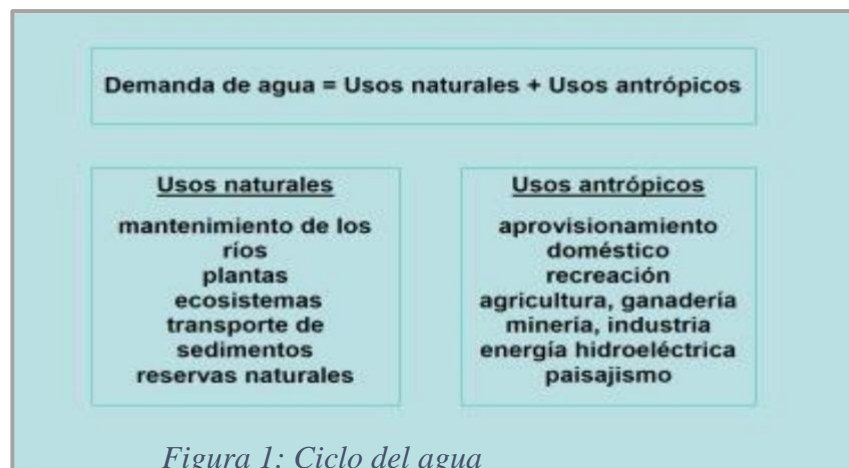 Demanda de agua = Usos naturales + Usos antrópicos
Usos naturales
mantenimiento de los
ríos
plantas
ecosistemas
transporte de
sedimentos
reservas naturales
Usos antrópicos
aprovisionamiento
doméstico
recreación
agricultura, ganadería
minería, industria
energía hidroeléctrica
paisajismo
Figura 1: Ciclo del agua